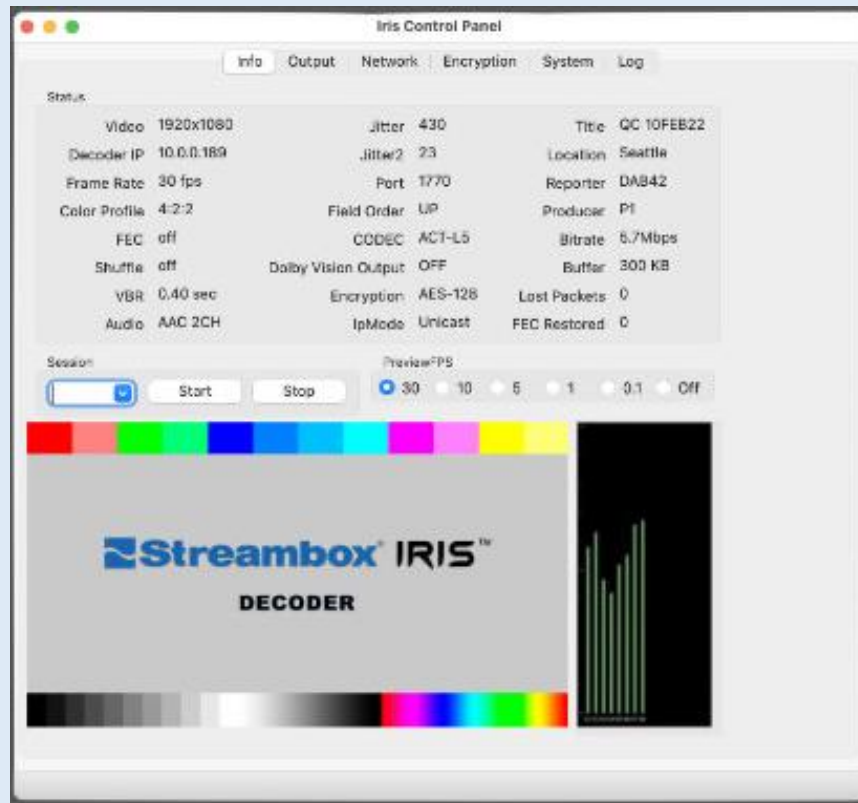 Iris Control Panel
Info Output Network Encryption System Log
Status
Video 1920x1080 Jitter 430 Title QC 10FEB22
Decoder IP 10.0.0.189 Jitter2 23 Location Seattle
Frame Rate 30 fps Port 1770 Reporter DAB42
Color Profile 4:2:2 Field Order UP Producer P1
FEC off CODEC ACT-L5 Bitrate Buffer 300 KB
Shuffle off Dolby Vision Output OFF
VBR 0.40 sec Encryption AES-128 Lost Packets 0
Audio AAC 2CH IpMode Unicast FEC Restored 0
Session PreviewFPS
Start Stop 30 10 5 1 0.1 Off
Streambox® IRIS™
DECODER